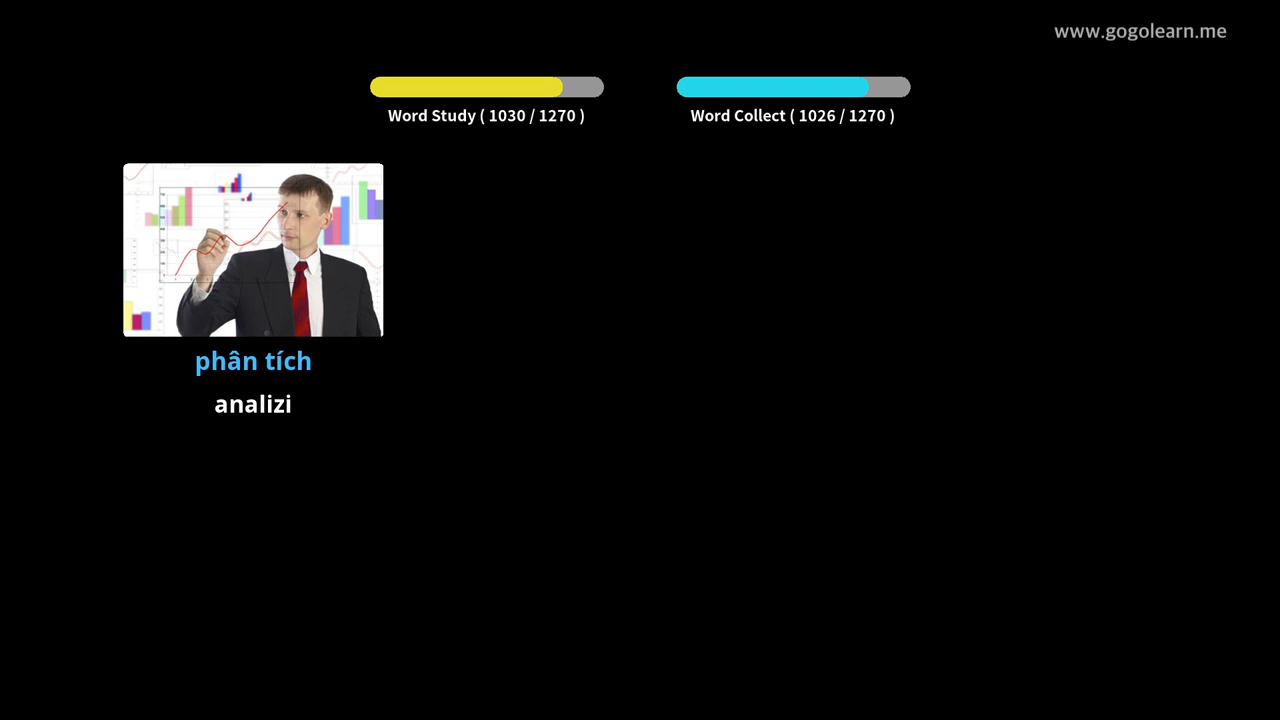 www.gogolearn.me
Word Study ( 1030 / 1270 )
Word Collect ( 1026 / 1270 )
phân tích
analizi